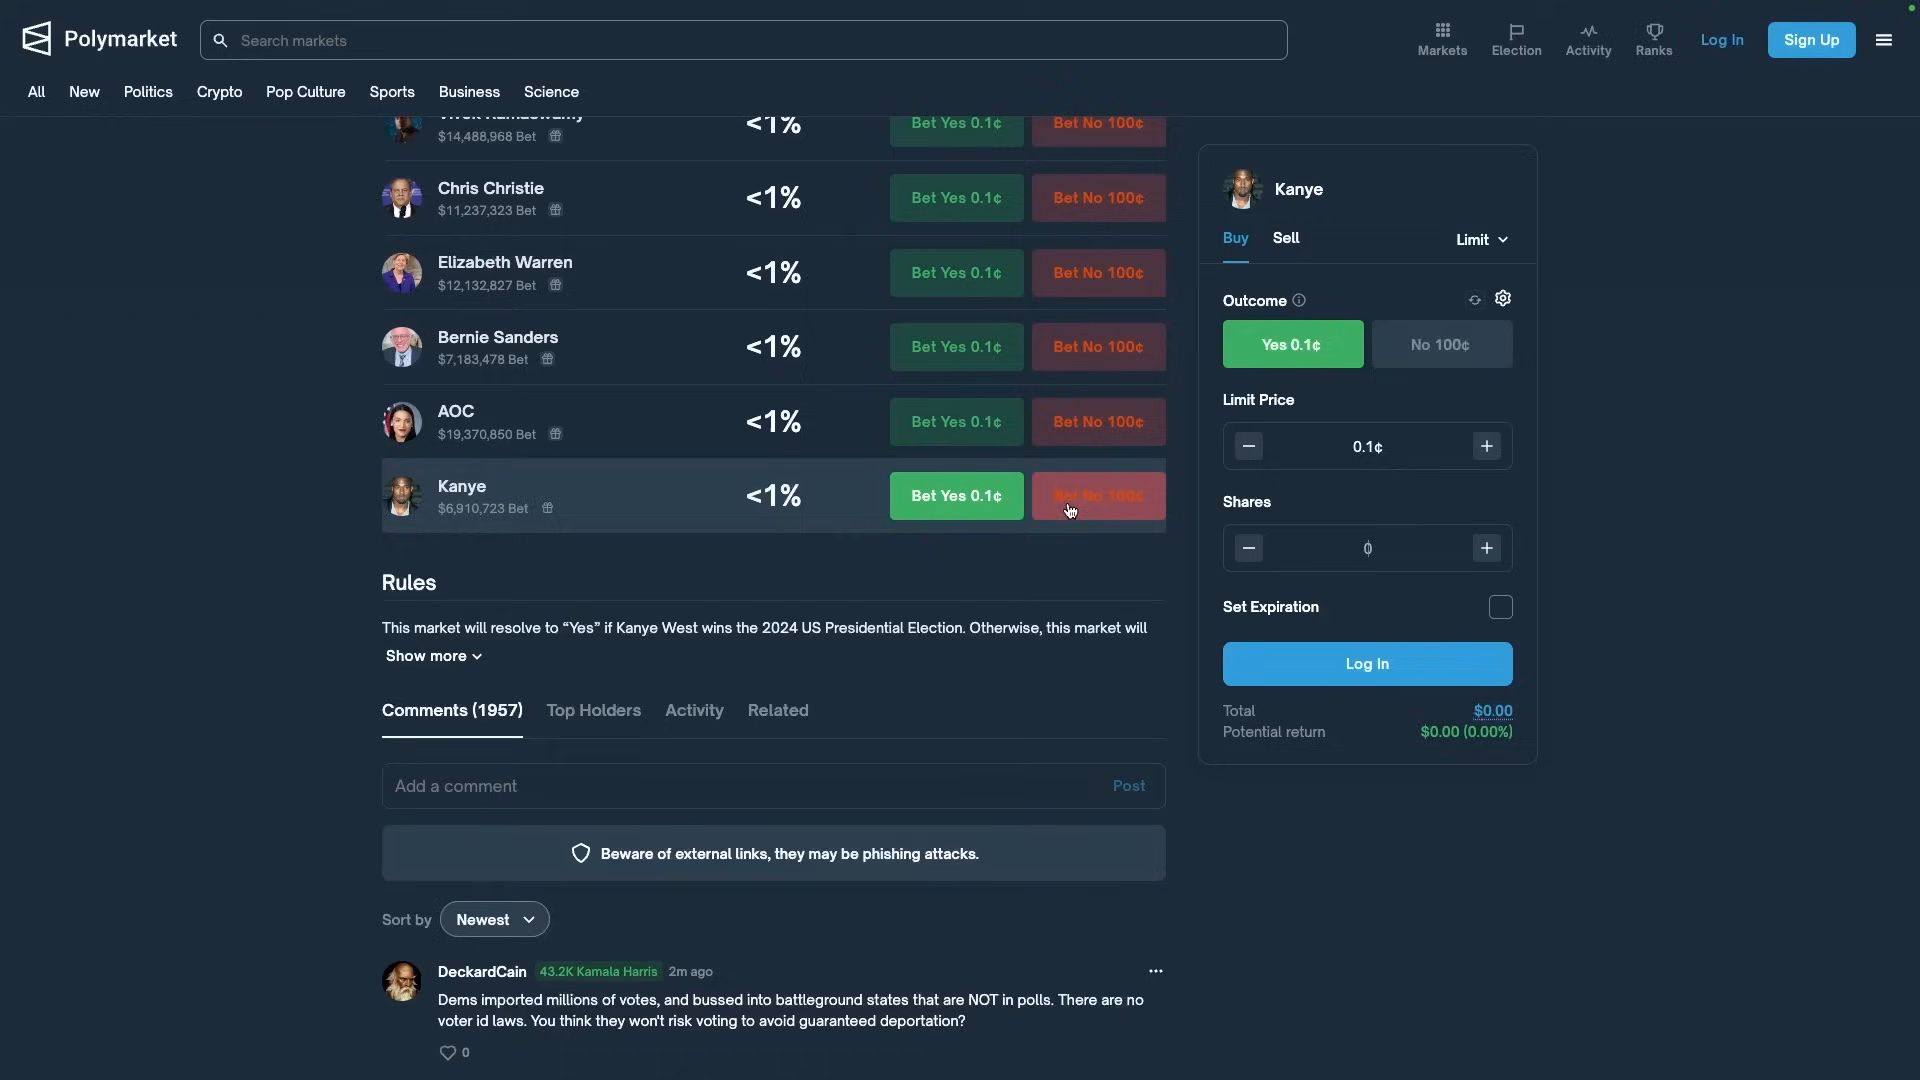 Polymarket
Search markets
Markets
Election
Activity
Ranks
Log In
Sign Up
All
New
Politics
Crypto
Pop Culture
Sports
Business
Science
$14,488,968 Bet
<1%
Bet Yes 0.1¢
Bet No 100¢
Chris Christie
$11,237,323 Bet
<1%
Bet Yes 0.1¢
Bet No 100¢
Elizabeth Warren
$12,132,827 Bet
<1%
Bet Yes 0.1¢
Bet No 100¢
Bernie Sanders
$7,183,478 Bet
<1%
Bet Yes 0.1¢
Bet No 100¢
AOC
$19,370,850 Bet
<1%
Bet Yes 0.1¢
Bet No 100¢
Kanye
$6,910,723 Bet
<1%
Bet Yes 0.1¢
Bet No 100¢
Rules
This market will resolve to “Yes” if Kanye West wins the 2024 US Presidential Election. Otherwise, this market will
Show more
Comments (1957)
Top Holders
Activity
Related
Add a comment
Post
Beware of external links, they may be phishing attacks.
Sort by
Newest
DeckardCain 43.2K Kamala Harris 2m ago
Dems imported millions of votes, and bussed into battleground states that are NOT in polls. There are no
voter id laws. You think they won't risk voting to avoid guaranteed deportation?
0
Kanye
Buy
Sell
Limit
Outcome
Yes 0.1¢
No 100¢
Limit Price
0.1¢
Shares
0
Set Expiration
Log In
Total
$0.00
Potential return
$0.00 (0.00%)